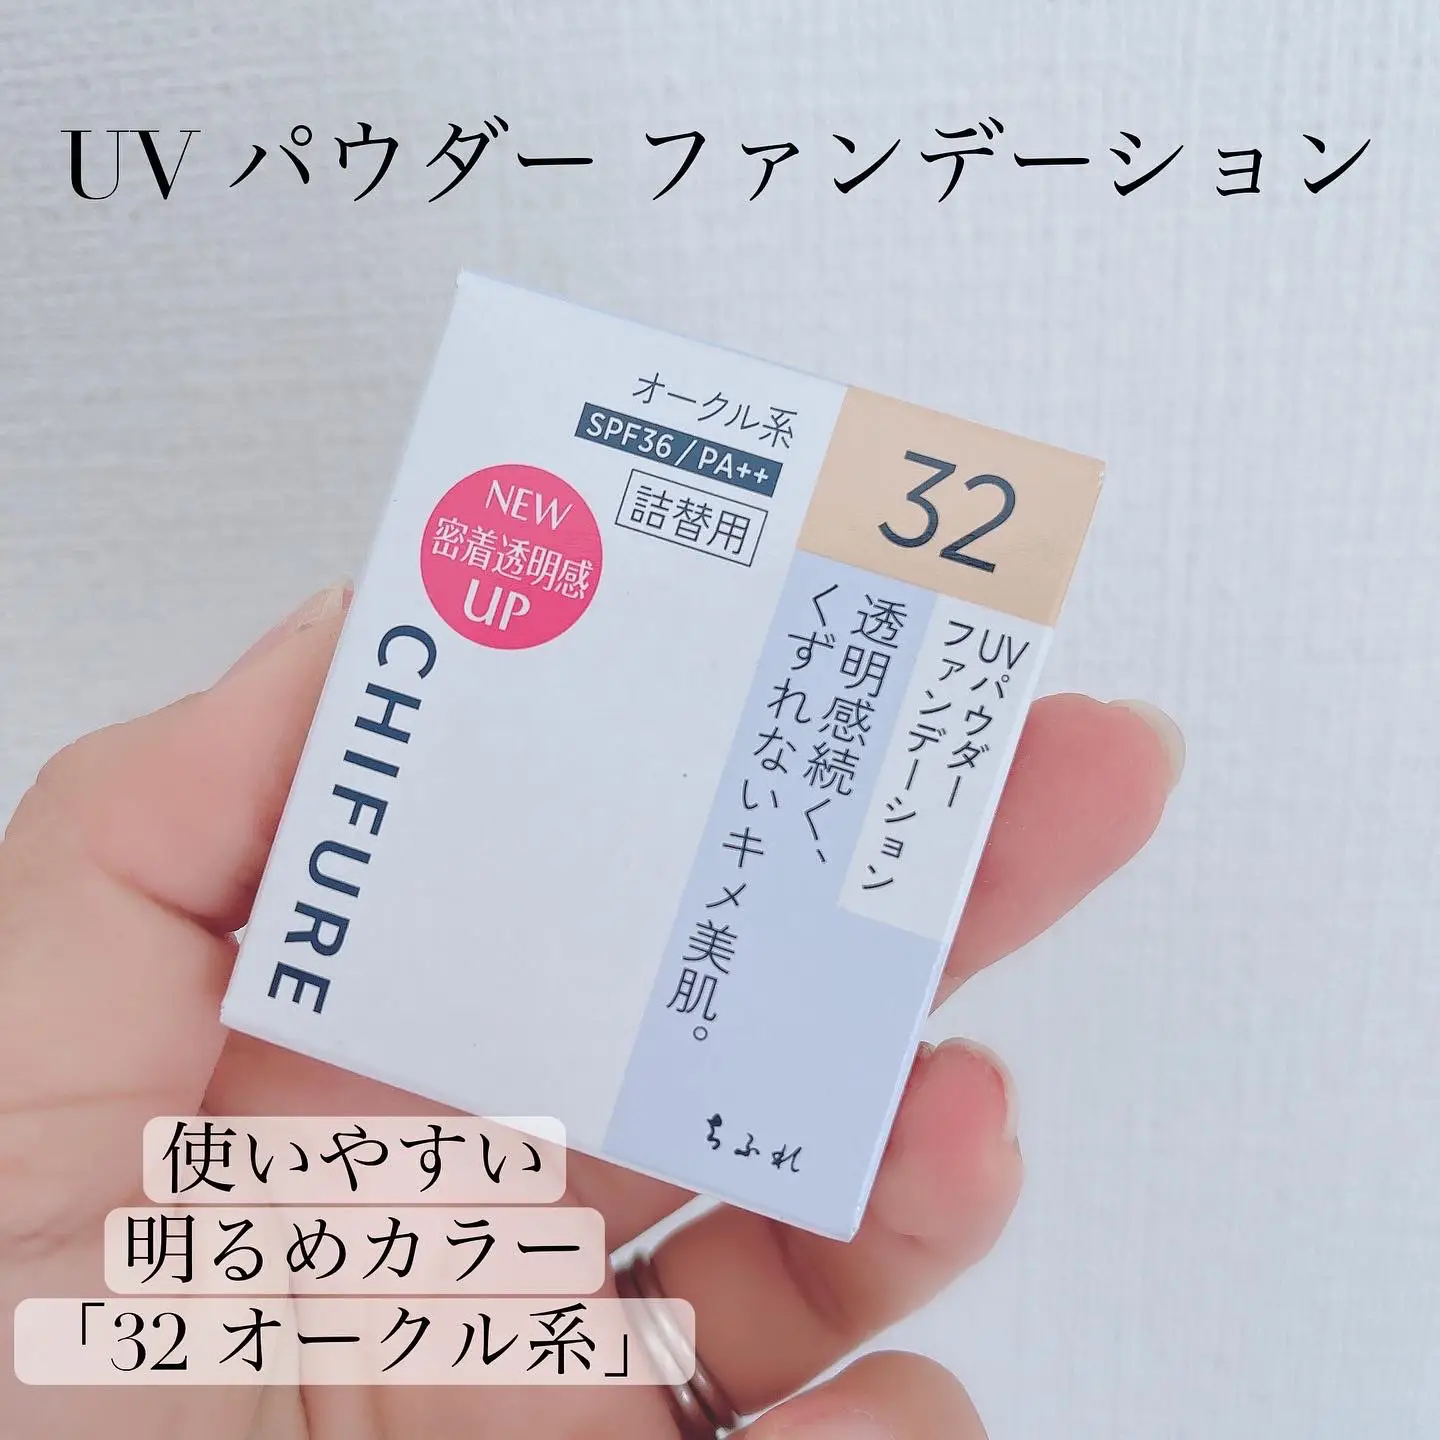 UV パウダー ファンデーション
オークル系
SPF36/PA++
詰替用
32
NEW
密着透明感
UP
CHIFURE
UVパウダー
ファンデーション
透明感続く、
くずれないキメ美肌。
ちふれ
使いやすい
明るめカラー
「32 オークル系」